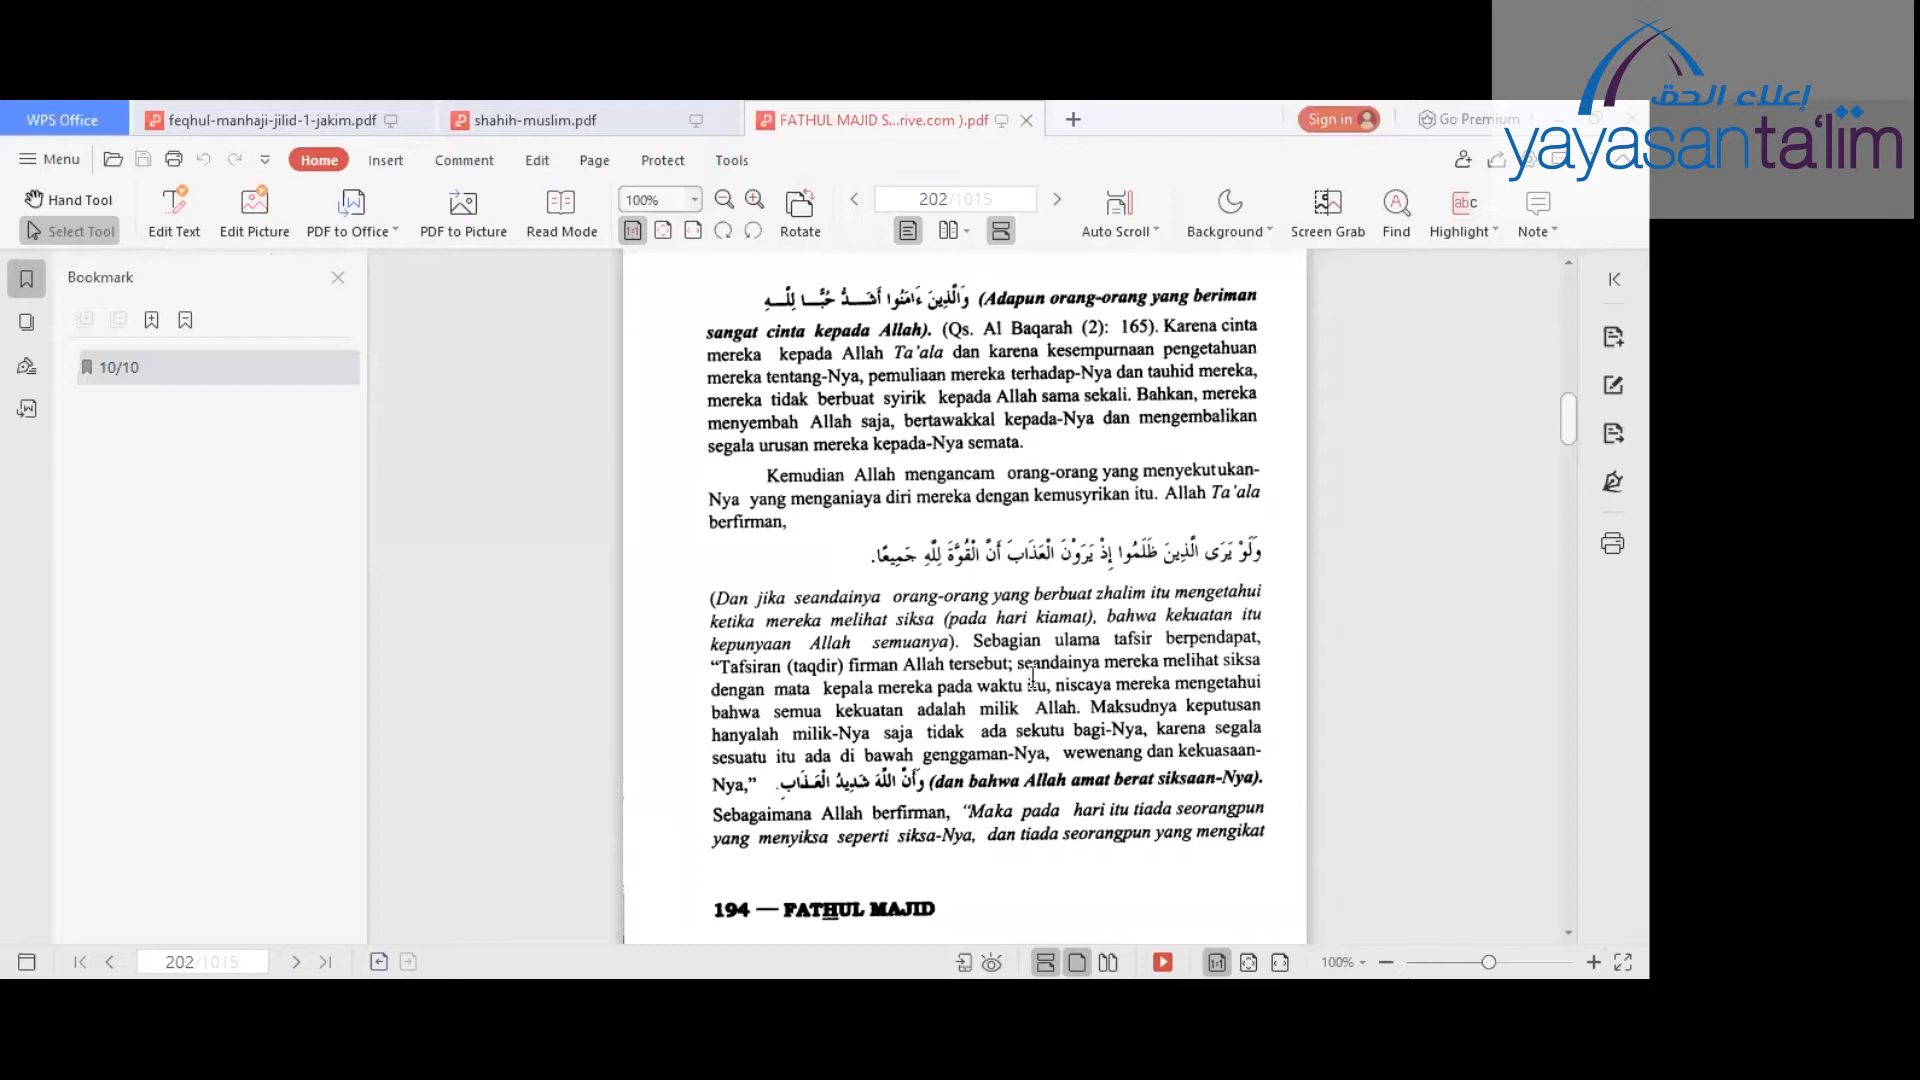 إعلاء الحق
yayasanta'lim
WPS Office
feqhul-manhaji-jilid-1-jakim.pdf
shahih-muslim.pdf
FATHUL MAJID S...rive.com ).pdf
Sign in
Go Premium
Menu
Home
Insert
Comment
Edit
Page
Protect
Tools
Hand Tool
Select Tool
Edit Text
Edit Picture
PDF to Office
PDF to Picture
Read Mode
100%
Rotate
202/1015
Auto Scroll
Background
Screen Grab
Find
Highlight
Note
Bookmark
10/10
وَالَّذِينَ ءَامَنُوا أَشَدُّ حُبًّا لِلَّهِ (Adapun orang-orang yang beriman
sangat cinta kepada Allah). (Qs. Al Baqarah (2): 165). Karena cinta
mereka kepada Allah Ta'ala dan karena kesempurnaan pengetahuan
mereka tentang-Nya, pemuliaan mereka terhadap-Nya dan tauhid mereka,
mereka tidak berbuat syirik kepada Allah sama sekali. Bahkan, mereka
menyembah Allah saja, bertawakkal kepada-Nya dan mengembalikan
segala urusan mereka kepada-Nya semata.
Kemudian Allah mengancam orang-orang yang menyekutukan-
Nya yang menganiaya diri mereka dengan kemusyrikan itu. Allah Ta'ala
berfirman,
وَلَوْ يَرَى الَّذِينَ ظَلَمُوا إِذْ يَرَوْنَ الْعَذَابَ أَنَّ الْقُوَّةَ لِلَّهِ جَمِيعًا.
(Dan jika seandainya orang-orang yang berbuat zhalim itu mengetahui
ketika mereka melihat siksa (pada hari kiamat), bahwa kekuatan itu
kepunyaan Allah semuanya). Sebagian ulama tafsir berpendapat,
"Tafsiran (taqdir) firman Allah tersebut; seandainya mereka melihat siksa
dengan mata kepala mereka pada waktu itu, niscaya mereka mengetahui
bahwa semua kekuatan adalah milik Allah. Maksudnya keputusan
hanyalah milik-Nya saja tidak ada sekutu bagi-Nya, karena segala
sesuatu itu ada di bawah genggaman-Nya, wewenang dan kekuasaan-
Nya," وَأَنَّ اللَّهَ شَدِيدُ الْعَذَابِ. (dan bahwa Allah amat berat siksaan-Nya).
Sebagaimana Allah berfirman, "Maka pada hari itu tiada seorangpun
yang menyiksa seperti siksa-Nya, dan tiada seorangpun yang mengikat
194 — FATHUL MAJID
202/1015
100%